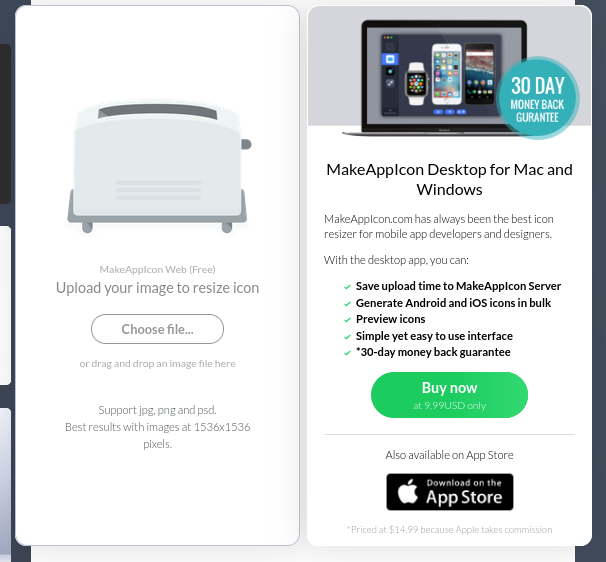 MakeAppIcon Web (Free)
Upload your image to resize icon
Choose file...
or drag and drop an image file here
Support jpg, png and psd.
Best results with images at 1536x1536
pixels.
30 DAY
MONEY BACK
GURANTEE
MakeAppIcon Desktop for Mac and
Windows
MakeAppIcon.com has always been the best icon
resizer for mobile app developers and designers.
With the desktop app, you can:
Save upload time to MakeAppIcon Server
Generate Android and iOS icons in bulk
Preview icons
Simple yet easy to use interface
*30-day money back guarantee
Buy now
at 9.99USD only
Also available on App Store
Download on the
App Store
*Priced at $14.99 because Apple takes commission